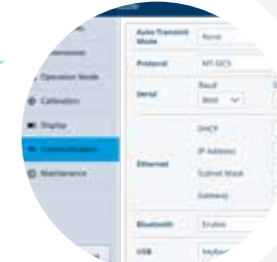 Operation Mode
Calibration
Display
Communication
Maintenance
Auto-Transmit
Mode
None
Protocol
MT-SICS
Serial
Baud
9600
Ethernet
DHCP
IP Address
Subnet Mask
Gateway
Bluetooth
Enable
USB